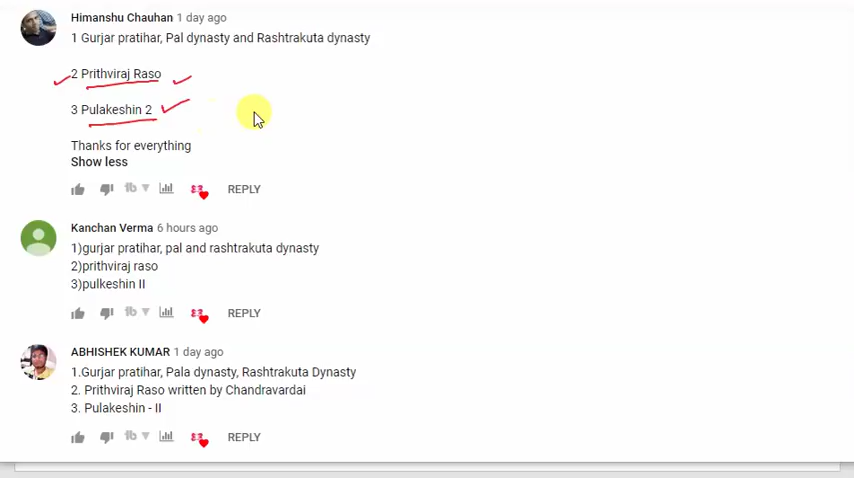 Himanshu Chauhan 1 day ago
1 Gurjar pratihar, Pal dynasty and Rashtrakuta dynasty
2 Prithviraj Raso
3 Pulakeshin 2
Thanks for everything
Show less
REPLY
Kanchan Verma 6 hours ago
1)gurjar pratihar, pal and rashtrakuta dynasty
2)prithviraj raso
3)pulkeshin II
REPLY
ABHISHEK KUMAR 1 day ago
1.Gurjar pratihar, Pala dynasty, Rashtrakuta Dynasty
2. Prithviraj Raso written by Chandravardai
3. Pulakeshin - II
REPLY